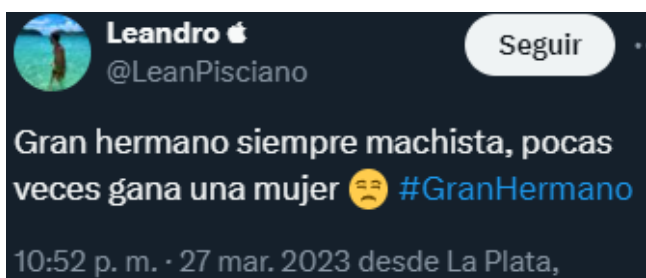 Leandro
@LeanPisciano
Seguir
Gran hermano siempre machista, pocas
veces gana una mujer 😒 #GranHermano
10:52 p. m. · 27 mar. 2023 desde La Plata,